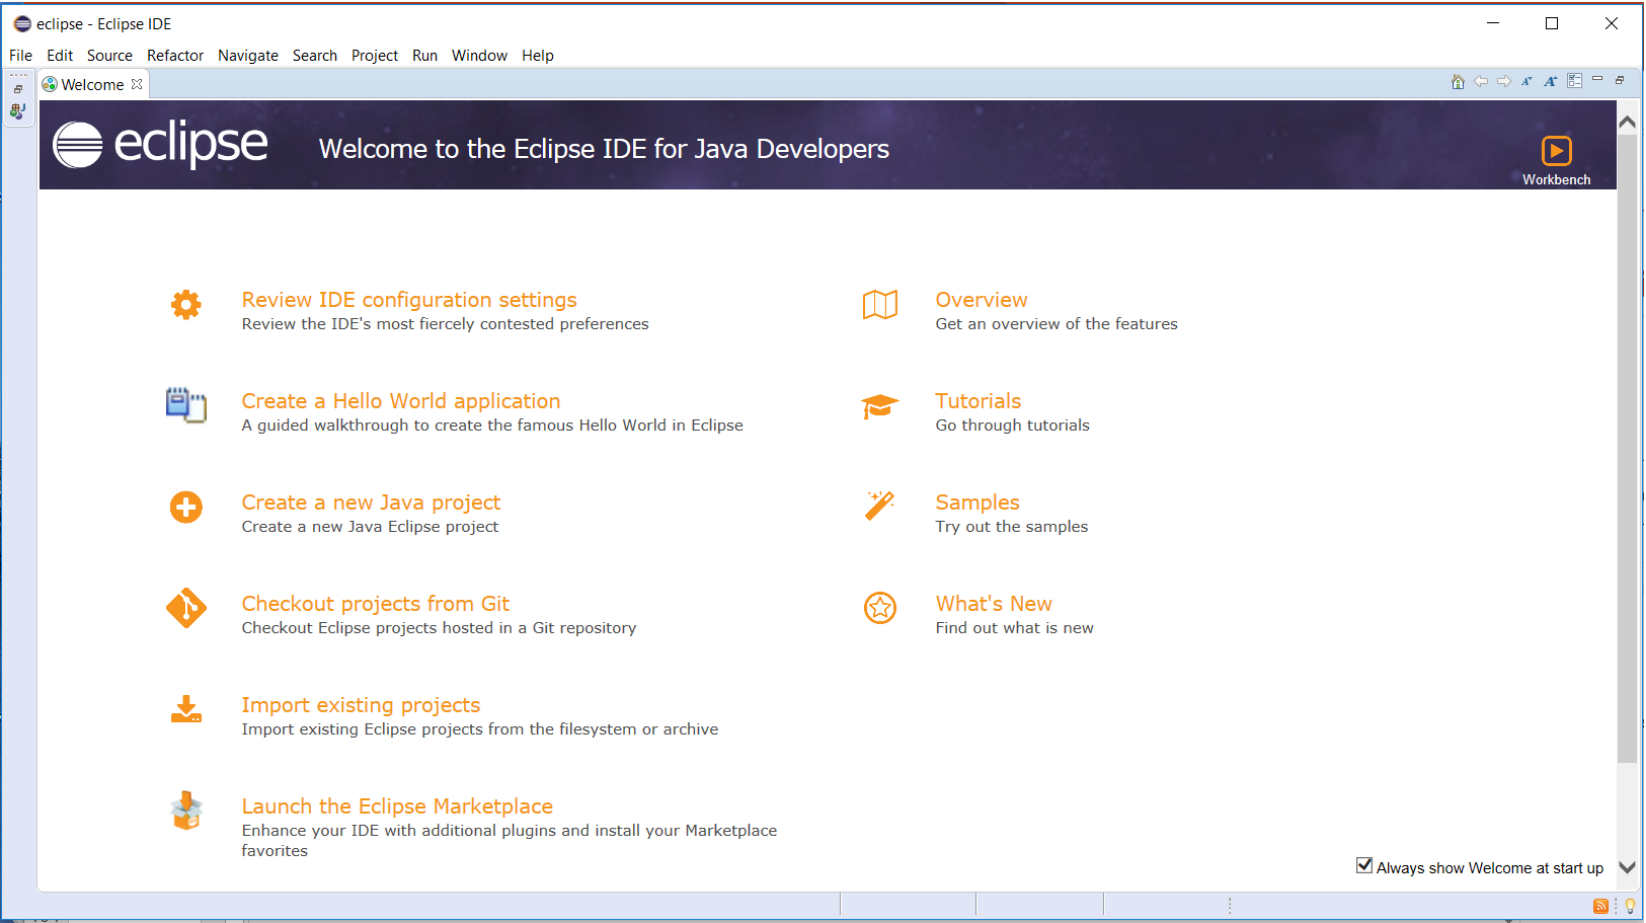 eclipse - Eclipse IDE
File Edit Source Refactor Navigate Search Project Run Window Help
Welcome
eclipse
Welcome to the Eclipse IDE for Java Developers
Workbench
Review IDE configuration settings
Review the IDE's most fiercely contested preferences
Create a Hello World application
A guided walkthrough to create the famous Hello World in Eclipse
Create a new Java project
Create a new Java Eclipse project
Checkout projects from Git
Checkout Eclipse projects hosted in a Git repository
Import existing projects
Import existing Eclipse projects from the filesystem or archive
Launch the Eclipse Marketplace
Enhance your IDE with additional plugins and install your Marketplace
favorites
Overview
Get an overview of the features
Tutorials
Go through tutorials
Samples
Try out the samples
What's New
Find out what is new
Always show Welcome at start up